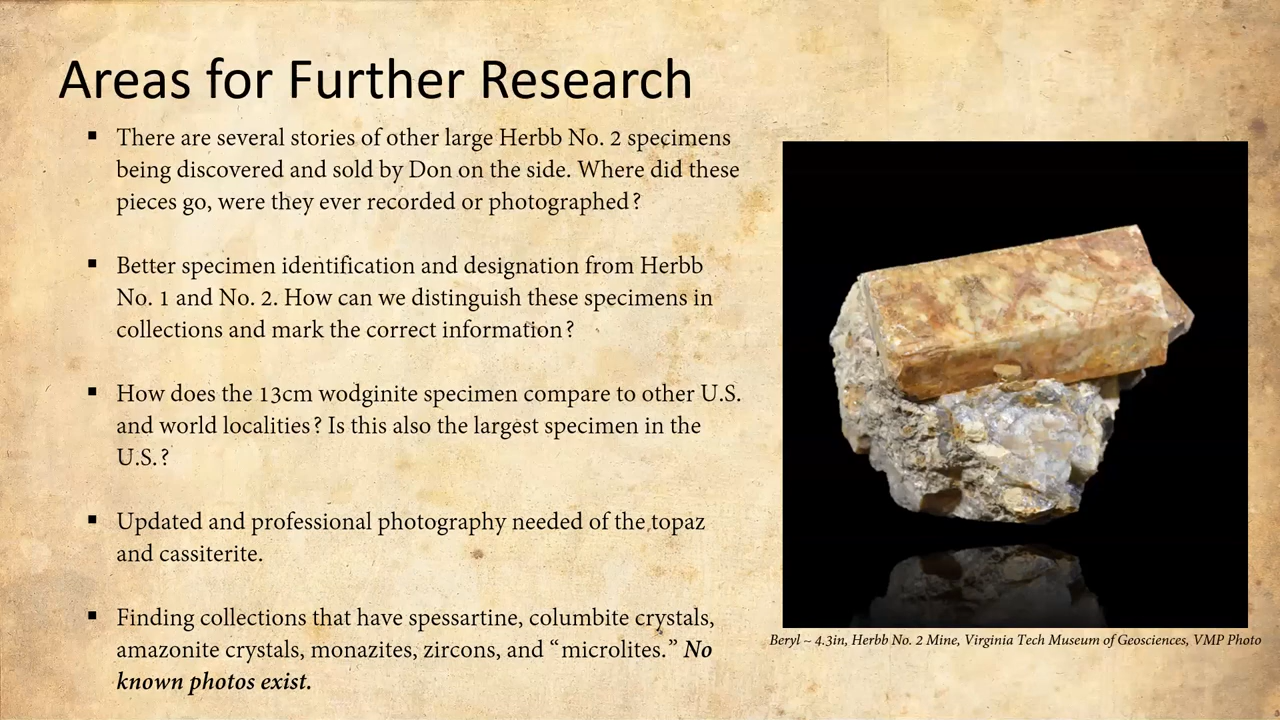 Areas for Further Research
▪ There are several stories of other large Herbb No. 2 specimens
being discovered and sold by Don on the side. Where did these
pieces go, were they ever recorded or photographed?
▪ Better specimen identification and designation from Herbb
No. 1 and No. 2. How can we distinguish these specimens in
collections and mark the correct information?
▪ How does the 13cm wodginite specimen compare to other U.S.
and world localities? Is this also the largest specimen in the
U.S.?
▪ Updated and professional photography needed of the topaz
and cassiterite.
▪ Finding collections that have spessartine, columbite crystals,
amazonite crystals, monazites, zircons, and “microlites.” No
known photos exist.
Beryl ~ 4.3in, Herbb No. 2 Mine, Virginia Tech Museum of Geosciences, VMP Photo